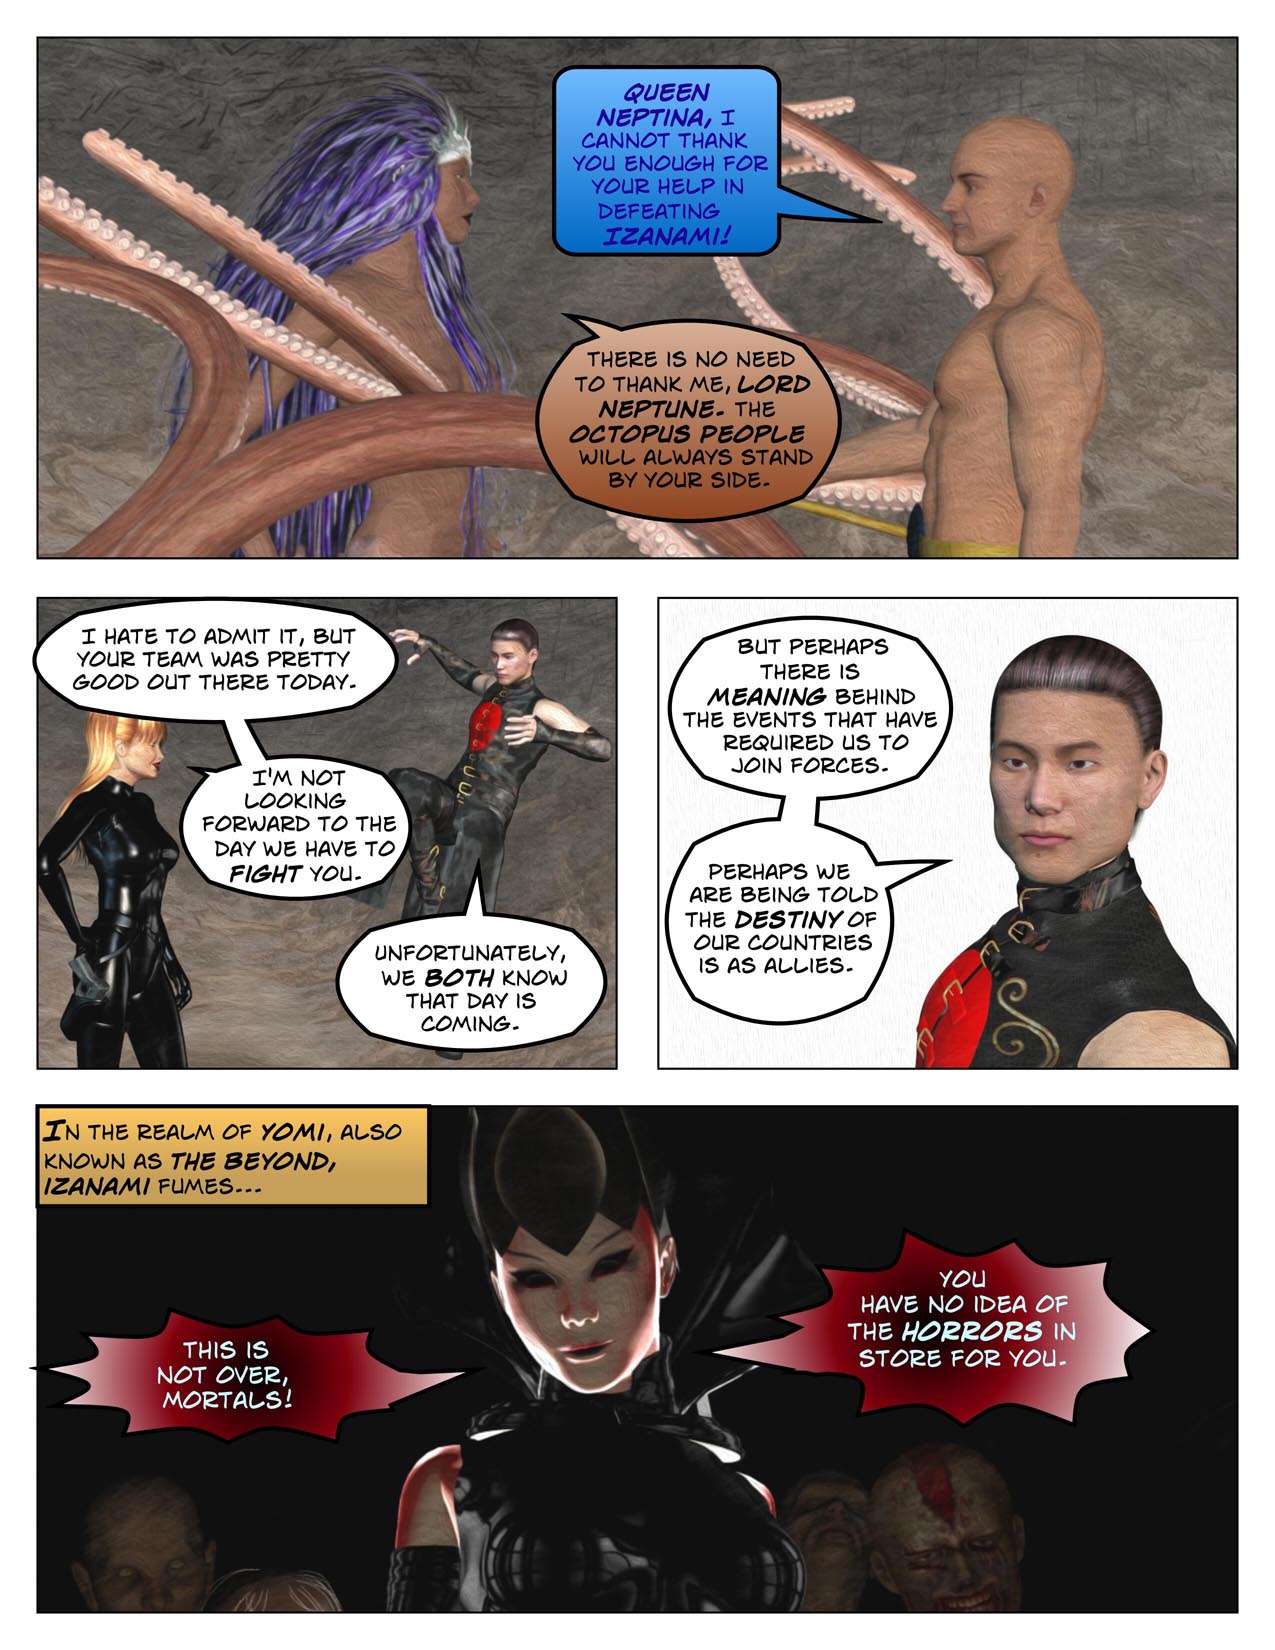 QUEEN
NEPTINA, I
CANNOT THANK
YOU ENOUGH FOR
YOUR HELP IN
DEFEATING
IZANAMI!
THERE IS NO NEED
TO THANK ME, LORD
NEPTUNE. THE
OCTOPUS PEOPLE
WILL ALWAYS STAND
BY YOUR SIDE.
I HATE TO ADMIT IT, BUT
YOUR TEAM WAS PRETTY
GOOD OUT THERE TODAY.
I'M NOT
LOOKING
FORWARD TO THE
DAY WE HAVE TO
FIGHT YOU.
UNFORTUNATELY,
WE BOTH KNOW
THAT DAY IS
COMING.
BUT PERHAPS
THERE IS
MEANING BEHIND
THE EVENTS THAT HAVE
REQUIRED US TO
JOIN FORCES.
PERHAPS WE
ARE BEING TOLD
THE DESTINY OF
OUR COUNTRIES
IS AS ALLIES.
IN THE REALM OF YOMI, ALSO
KNOWN AS THE BEYOND,
IZANAMI FUMES...
THIS IS
NOT OVER,
MORTALS!
YOU
HAVE NO IDEA OF
THE HORRORS IN
STORE FOR YOU.